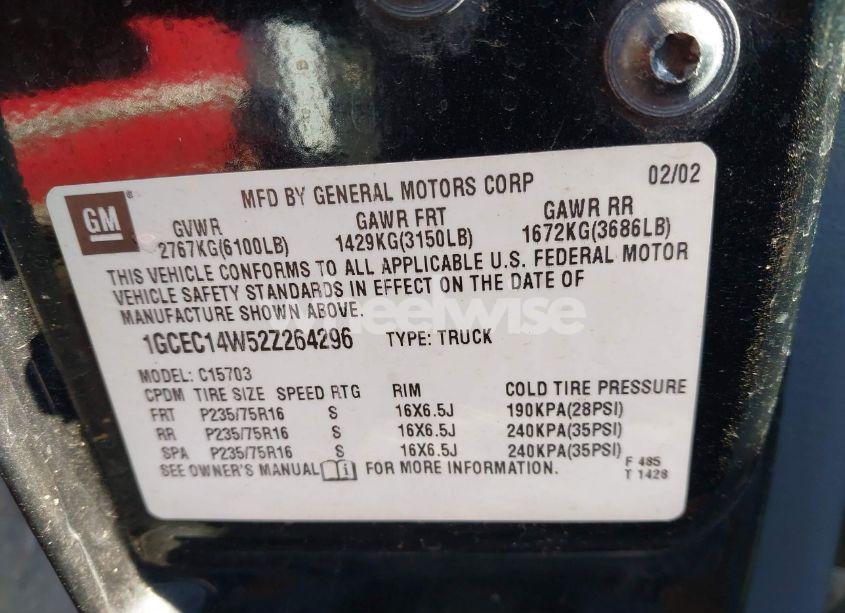 MFD BY GENERAL MOTORS CORP 02/02
GM
GVWR GAWR FRT GAWR RR
2767KG(6100LB) 1429KG(3150LB) 1672KG(3686LB)
THIS VEHICLE CONFORMS TO ALL APPLICABLE U.S. FEDERAL MOTOR
VEHICLE SAFETY STANDARDS IN EFFECT ON THE DATE OF
MANUFACTURE SHOWN ABOVE.
1GCEC14W52Z264296 TYPE: TRUCK
MODEL: C15703
CPDM TIRE SIZE SPEED RTG RIM COLD TIRE PRESSURE
FRT P235/75R16 S 16X6.5J 190KPA(28PSI)
RR P235/75R16 S 16X6.5J 240KPA(35PSI)
SPA P235/75R16 S 16X6.5J 240KPA(35PSI)
SEE OWNER'S MANUAL FOR MORE INFORMATION.
F 485
T 1428